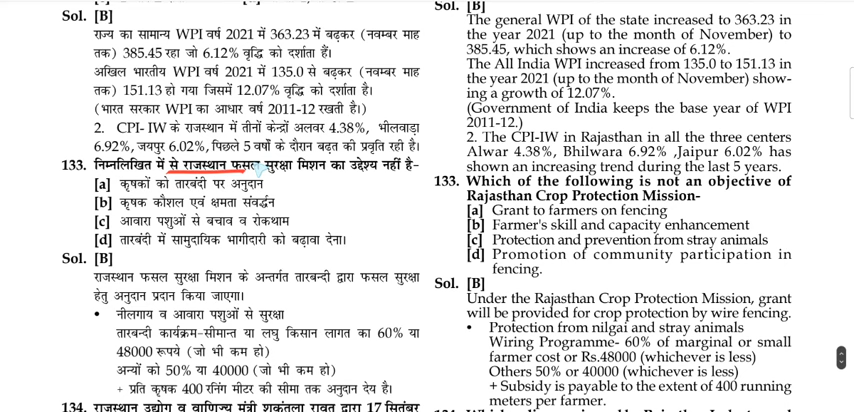 Sol. [B]
राज्य का सामान्य WPI वर्ष 2021 में 363.23 में बढ़कर (नवम्बर माह
तक) 385.45 रहा जो 6.12% वृद्धि को दर्शाता हैं।
अखिल भारतीय WPI वर्ष 2021 में 135.0 से बढ़कर (नवम्बर माह
तक) 151.13 हो गया जिसमें 12.07% वृद्धि को दर्शाता है।
(भारत सरकार WPI का आधार वर्ष 2011-12 रखती है।)
2. CPI- IW के राजस्थान में तीनों केन्द्रों अलवर 4.38%, भीलवाड़ा
6.92%, जयपुर 6.02%, पिछले 5 वर्षों के दौरान बढ़त की प्रवृति रही है।
133. निम्नलिखित में से राजस्थान फसल सुरक्षा मिशन का उद्देश्य नहीं है-
[a] कृषकों को तारबंदी पर अनुदान
[b] कृषक कौशल एवं क्षमता संवर्द्धन
[c] आवारा पशुओं से बचाव व रोकथाम
[d] तारबंदी में सामुदायिक भागीदारी को बढ़ावा देना।
Sol. [B]
राजस्थान फसल सुरक्षा मिशन के अन्तर्गत तारबन्दी द्वारा फसल सुरक्षा
हेतु अनुदान प्रदान किया जाएगा।
• नीलगाय व आवारा पशुओं से सुरक्षा
तारबन्दी कार्यक्रम-सीमान्त या लघु किसान लागत का 60% या
48000 रूपये (जो भी कम हो)
अन्यों को 50% या 40000 (जो भी कम हो)
+ प्रति कृषक 400 रनिंग मीटर की सीमा तक अनुदान देय है।
134. राजस्थान उद्योग व वाणिज्य मंत्री शकुंतला रावत द्वारा 17 सितंबर
Sol. [B]
The general WPI of the state increased to 363.23 in
the year 2021 (up to the month of November) to
385.45, which shows an increase of 6.12%.
The All India WPI increased from 135.0 to 151.13 in
the year 2021 (up to the month of November) show-
ing a growth of 12.07%.
(Government of India keeps the base year of WPI
2011-12.)
2. The CPI-IW in Rajasthan in all the three centers
Alwar 4.38%, Bhilwara 6.92% ,Jaipur 6.02% has
shown an increasing trend during the last 5 years.
133. Which of the following is not an objective of
Rajasthan Crop Protection Mission-
[a] Grant to farmers on fencing
[b] Farmer's skill and capacity enhancement
[c] Protection and prevention from stray animals
[d] Promotion of community participation in
fencing.
Sol. [B]
Under the Rajasthan Crop Protection Mission, grant
will be provided for crop protection by wire fencing.
• Protection from nilgai and stray animals
Wiring Programme- 60% of marginal or small
farmer cost or Rs.48000 (whichever is less)
Others 50% or 40000 (whichever is less)
+ Subsidy is payable to the extent of 400 running
meters per farmer.